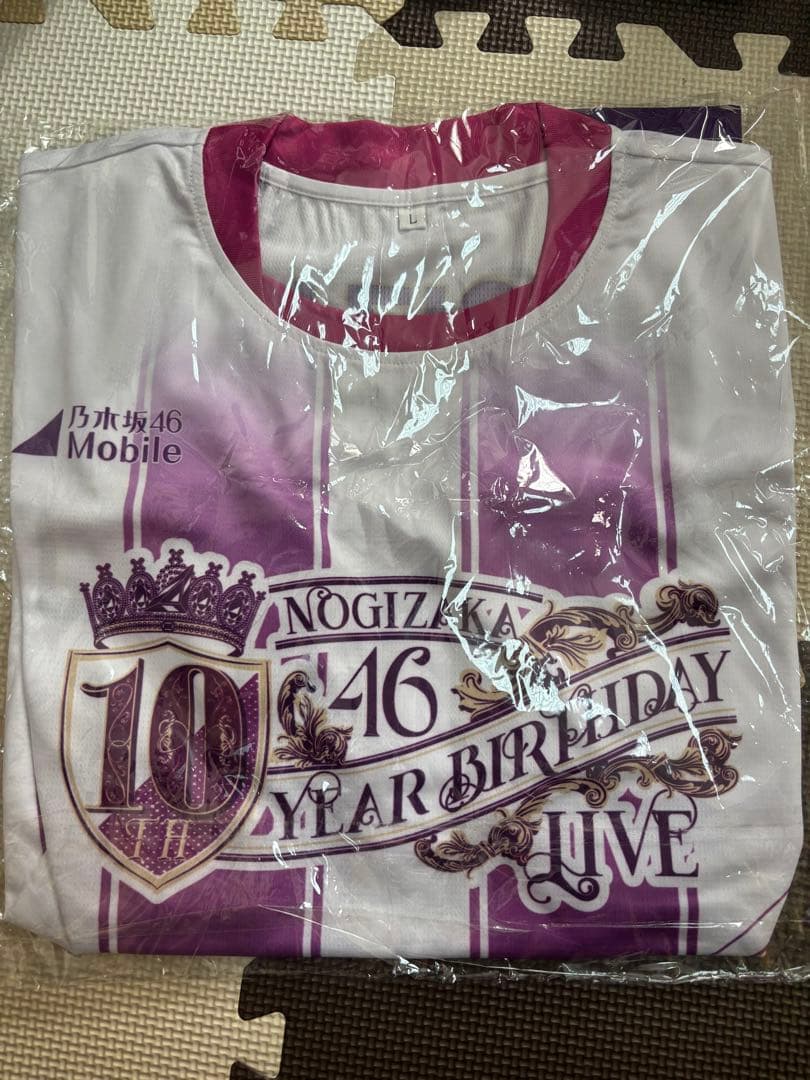 L
乃木坂46
Mobile
NOGIZAKA
46
10
TH
YEAR BIRTHDAY
LIVE